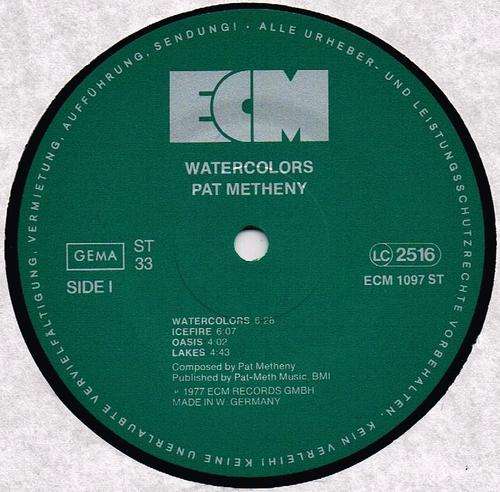 ALLE URHEBER- UND LEISTUNGSSCHUTZRECHTE VORBEHALTEN. KEIN VERLEIH! KEINE UNERLAUBTE VERVIELFÄLTIGUNG, VERMIETUNG, AUFFÜHRUNG, SENDUNG! ·
ECM
WATERCOLORS
PAT METHENY
GEMA
ST
33
SIDE I
LC 2516
ECM 1097 ST
WATERCOLORS 6:28
ICEFIRE 6:07
OASIS 4:02
LAKES 4:43
Composed by Pat Metheny
Published by Pat-Meth Music, BMI
℗ 1977 ECM RECORDS GMBH
MADE IN W. GERMANY